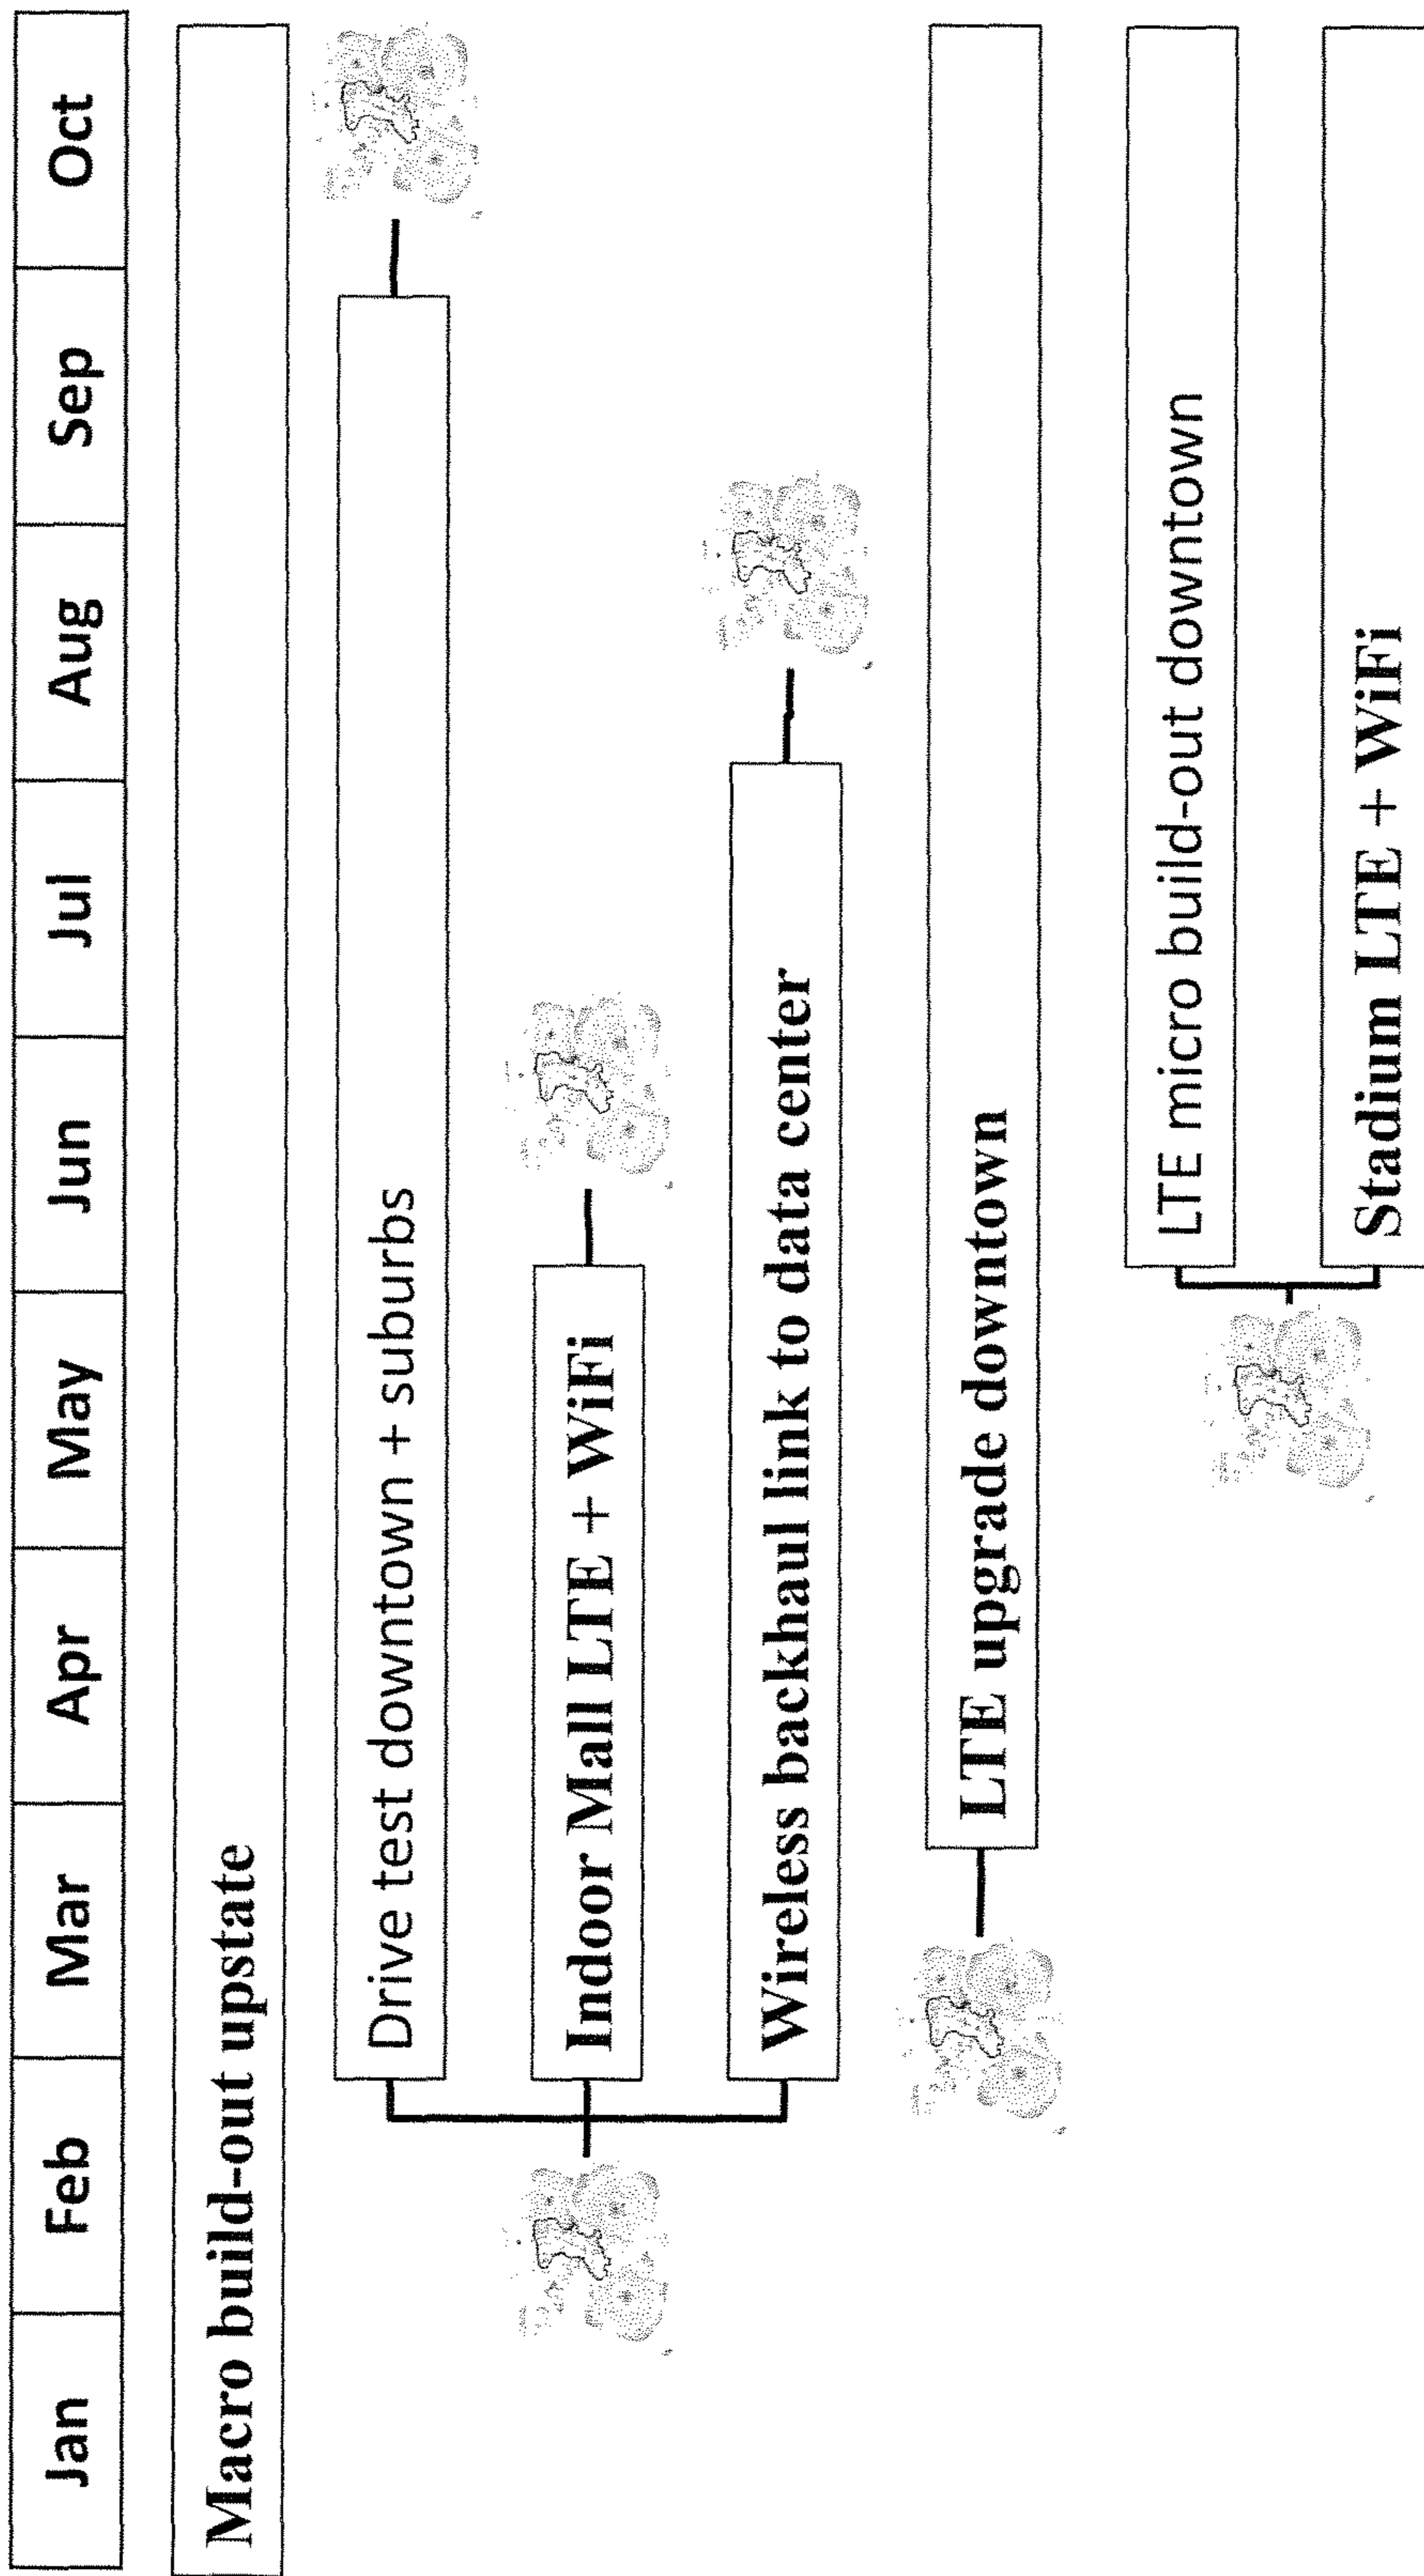 Jan Feb Mar Apr May Jun Jul Aug Sep Oct
Macro build-out upstate
Drive test downtown + suburbs
Indoor Mall LTE + WiFi
Wireless backhaul link to data center
LTE upgrade downtown
LTE micro build-out downtown
Stadium LTE + WiFi